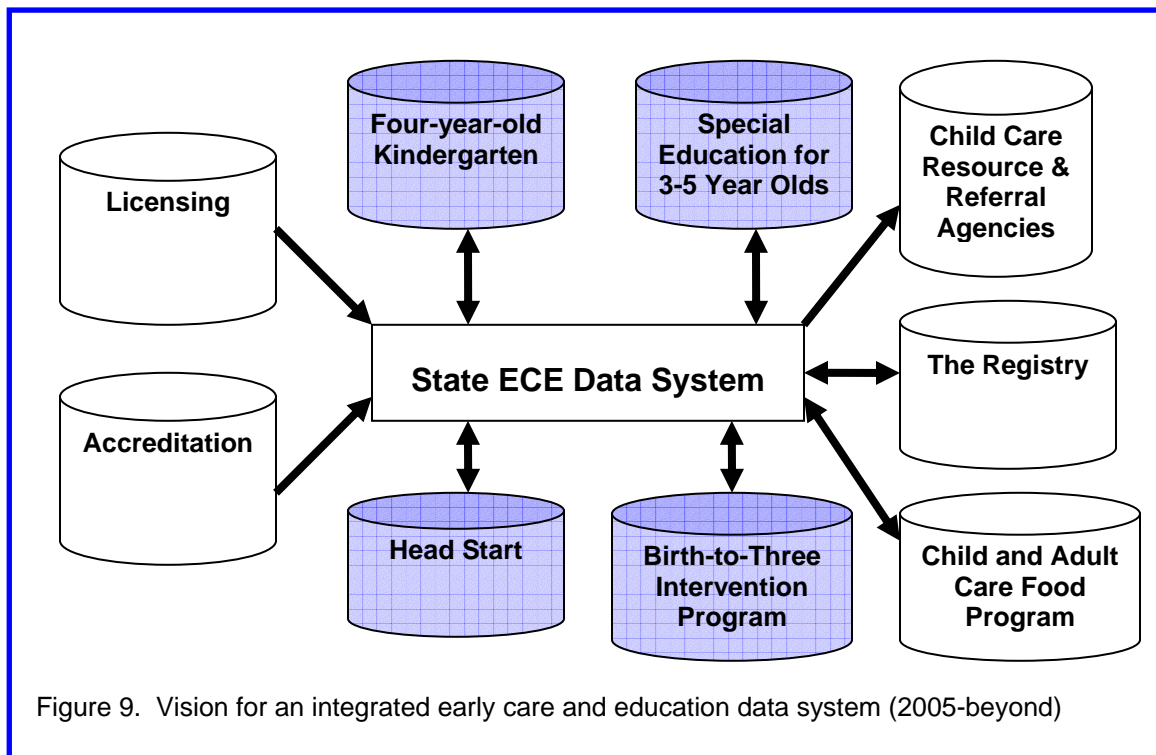 Four-year-old
Kindergarten
Special
Education for
3-5 Year Olds
Child Care
Resource &
Referral
Agencies
Licensing
State ECE Data System
The Registry
Accreditation
Head Start
Birth-to-Three
Intervention
Program
Child and Adult
Care Food
Program
Figure 9.  Vision for an integrated early care and education data system (2005-beyond)